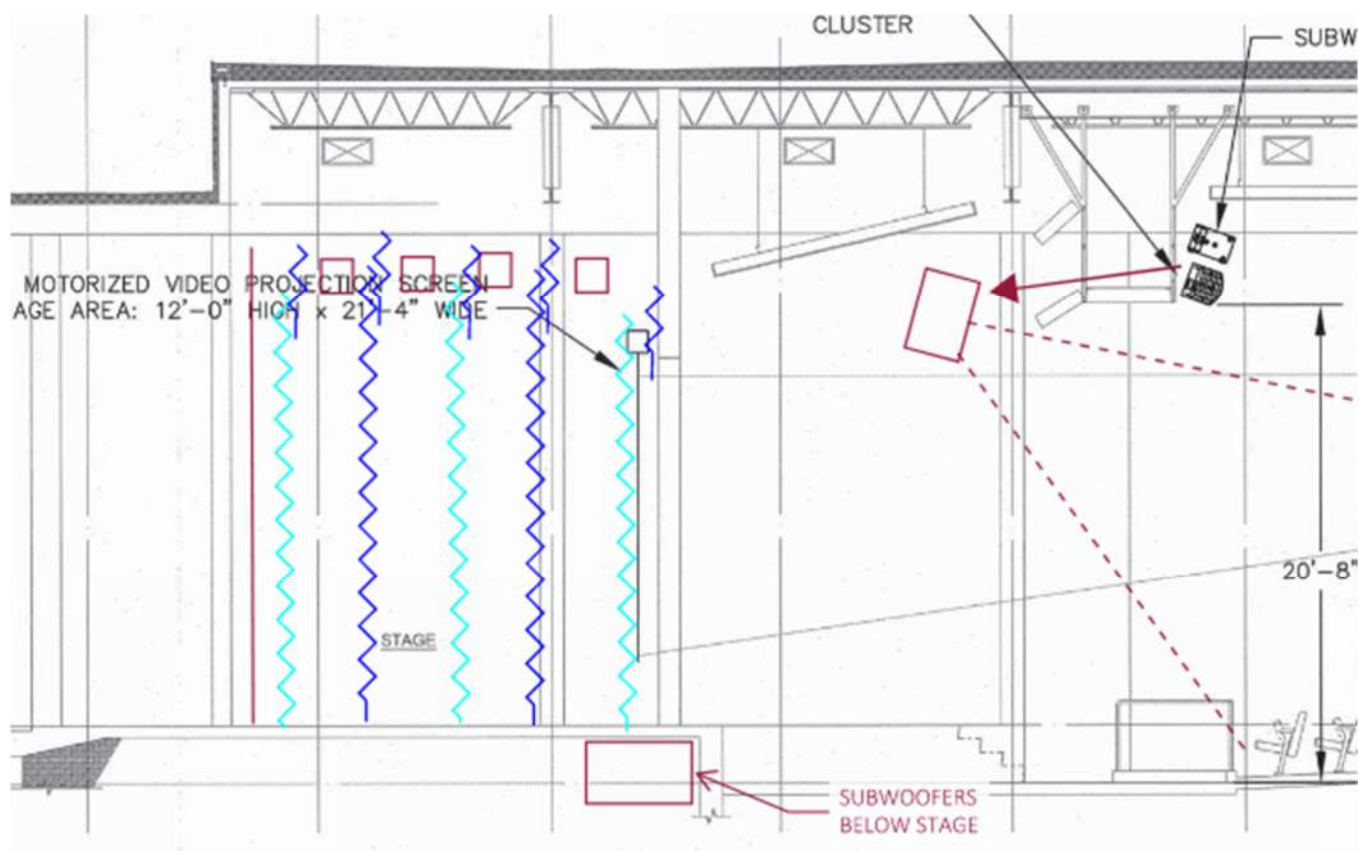 CLUSTER
SUBW
MOTORIZED VIDEO PROJECTION SCREEN
AGE AREA: 12'-0" HIGH x 21'-4" WIDE
20'-8"
STAGE
SUBWOOFERS
BELOW STAGE